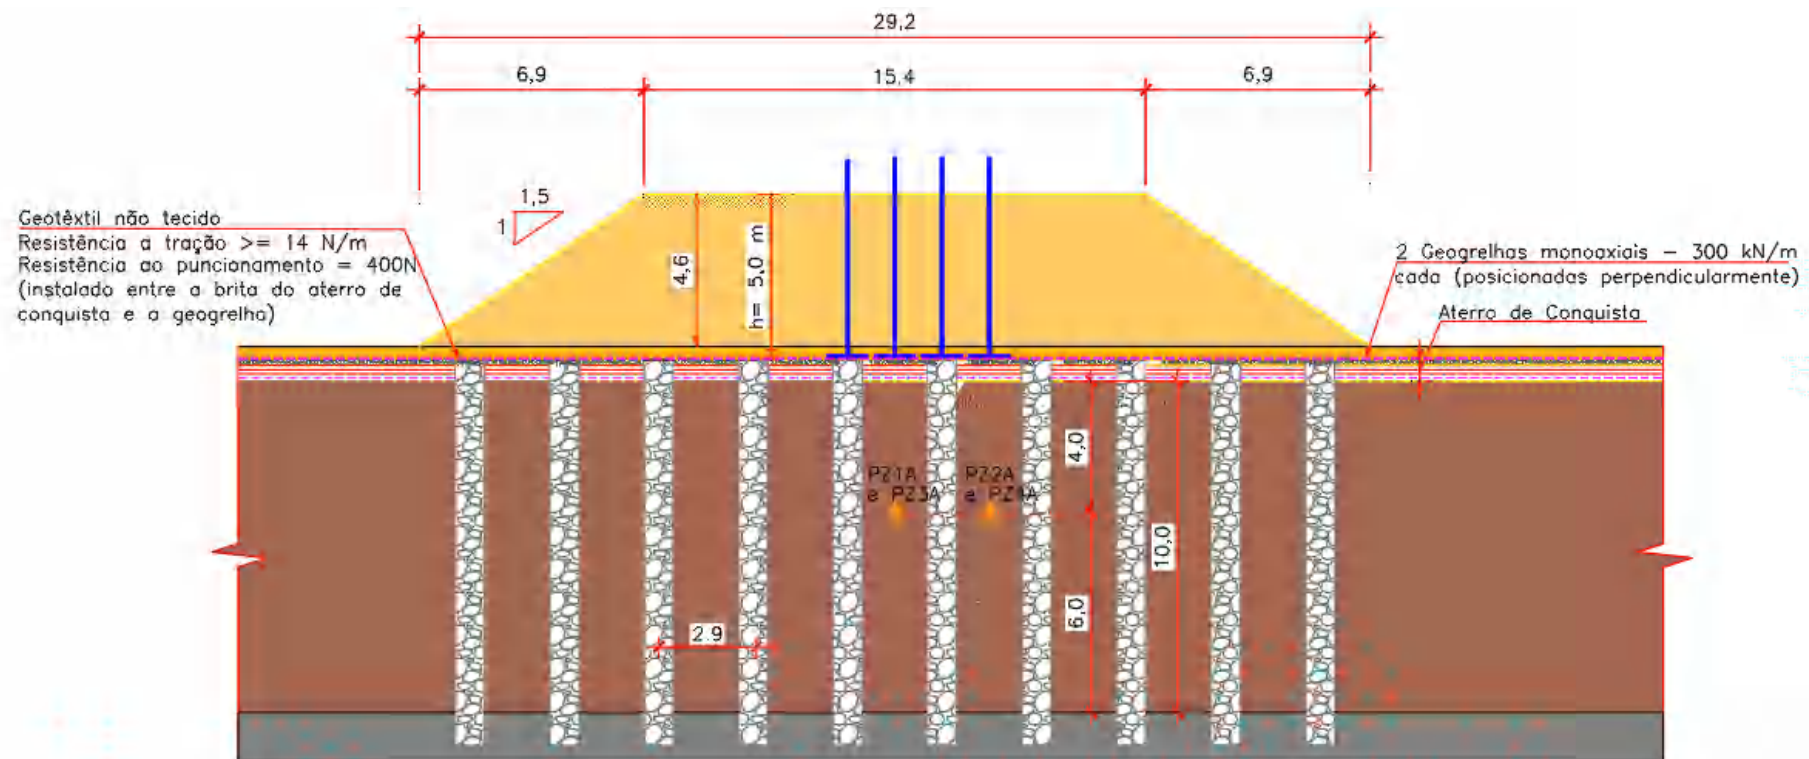 29,2
6,9
15,4
6,9
1,5
1
Geotêxtil não tecido
Resistência a tração >= 14 N/m
Resistência ao puncionamento = 400N
(instalado entre a brita do aterro de
conquista e a geogrelha)
4,6
h= 5,0 m
2 Geogrelhas monoaxiais – 300 kN/m
cada (posicionadas perpendicularmente)
Aterro de Conquista
PZ1A
e PZ3A
PZ2A
e PZ4A
4,0
10,0
6,0
2.9